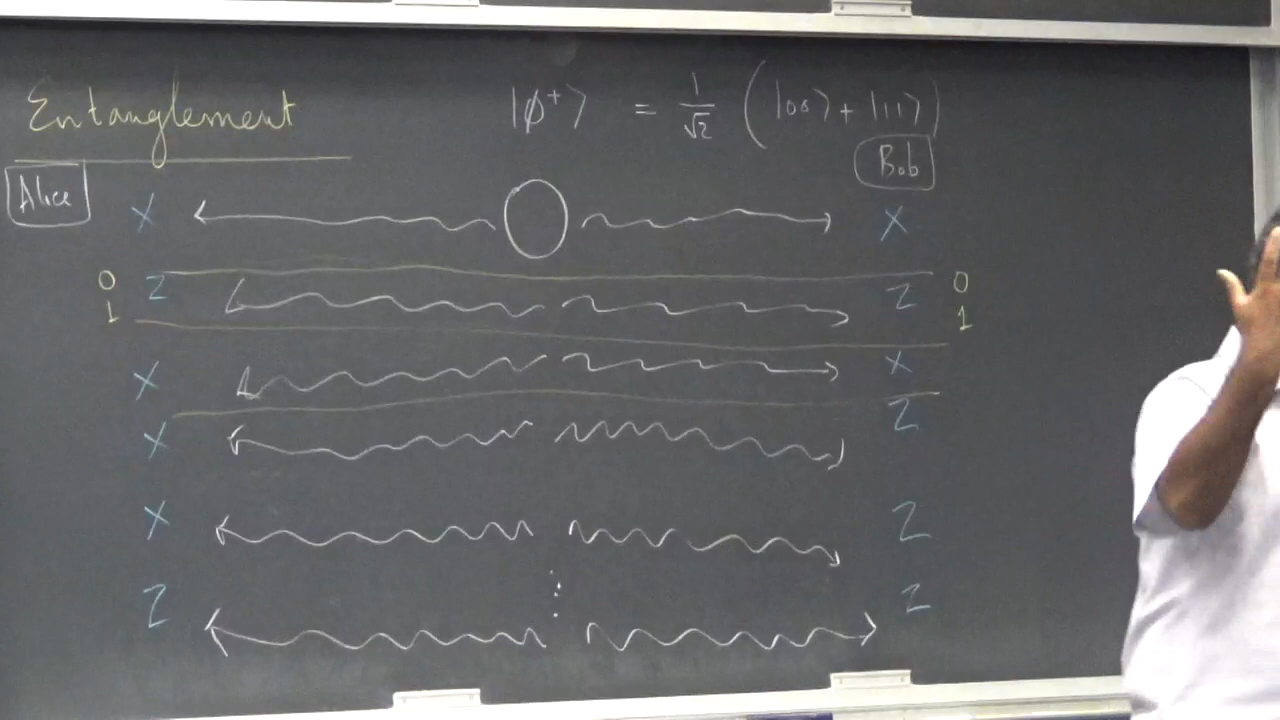 Entanglement |φ⁺⟩ = 1/√2 (|00⟩ + |11⟩)
Alice Bob
X X
0 Z Z 0
1 1
X X
X Z
X Z
Z Z